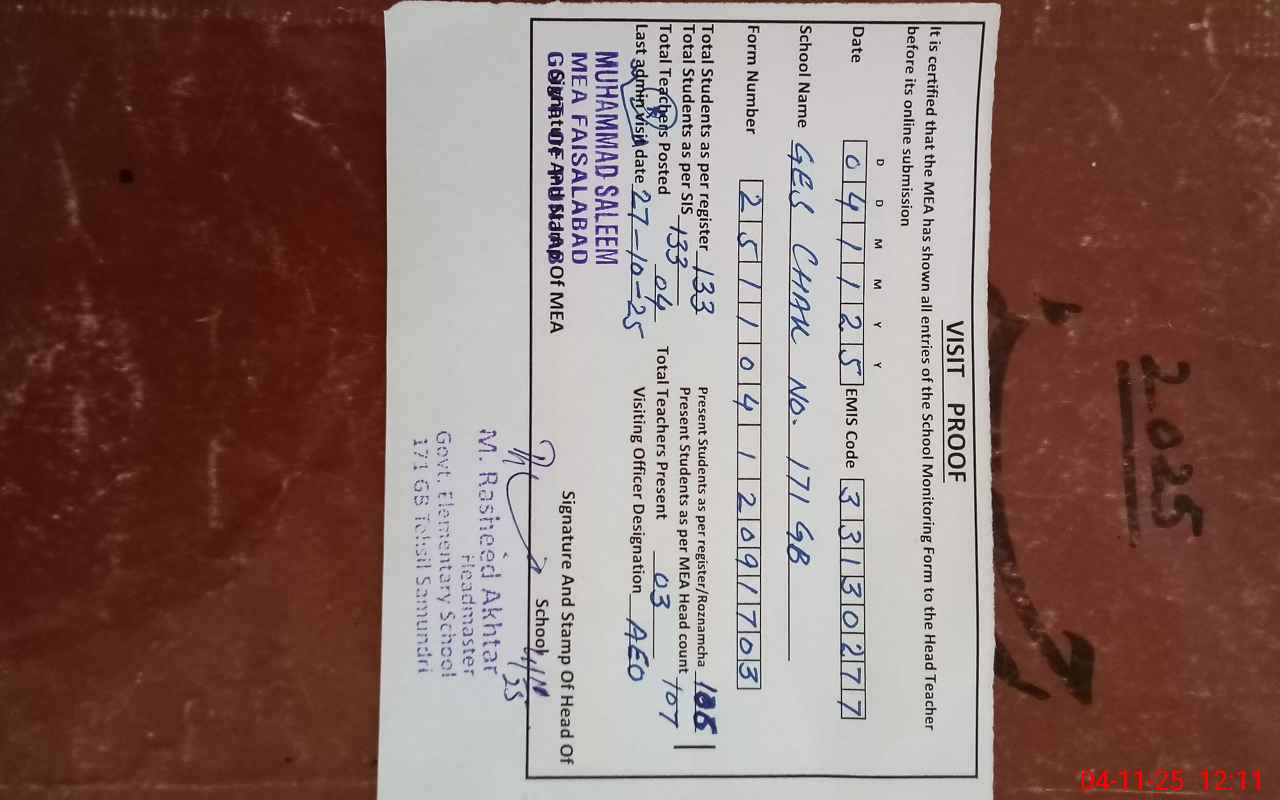 VISIT PROOF
It is certified that the MEA has shown all entries of the School Monitoring Form to the Head Teacher
before its online submission
D D M M Y Y
Date 0 4 1 1 2 5 EMIS Code 3 3 1 3 0 2 7 7
School Name GES CHAK NO. 171 GB
Form Number 2 5 1 1 0 4 1 2 0 9 1 7 0 3
Total Students as per register 133 Present Students as per register/Roznamcha
Total Students as per SIS 133 Present Students as per MEA Head count 107
Total Teachers Posted 04 Total Teachers Present 03
Last admin visit date 27-10-25 Visiting Officer Designation AEO
MUHAMMAD SALEEM
MEA FAISALABAD
GOVT. OF PUNJAB
Signature And Stamp Of MEA
Signature And Stamp Of Head Of
School
M. Rasheed Akhtar
Headmaster
Govt. Elementary School
171 GB Tehsil Samundri
2025
04-11-25 12:11